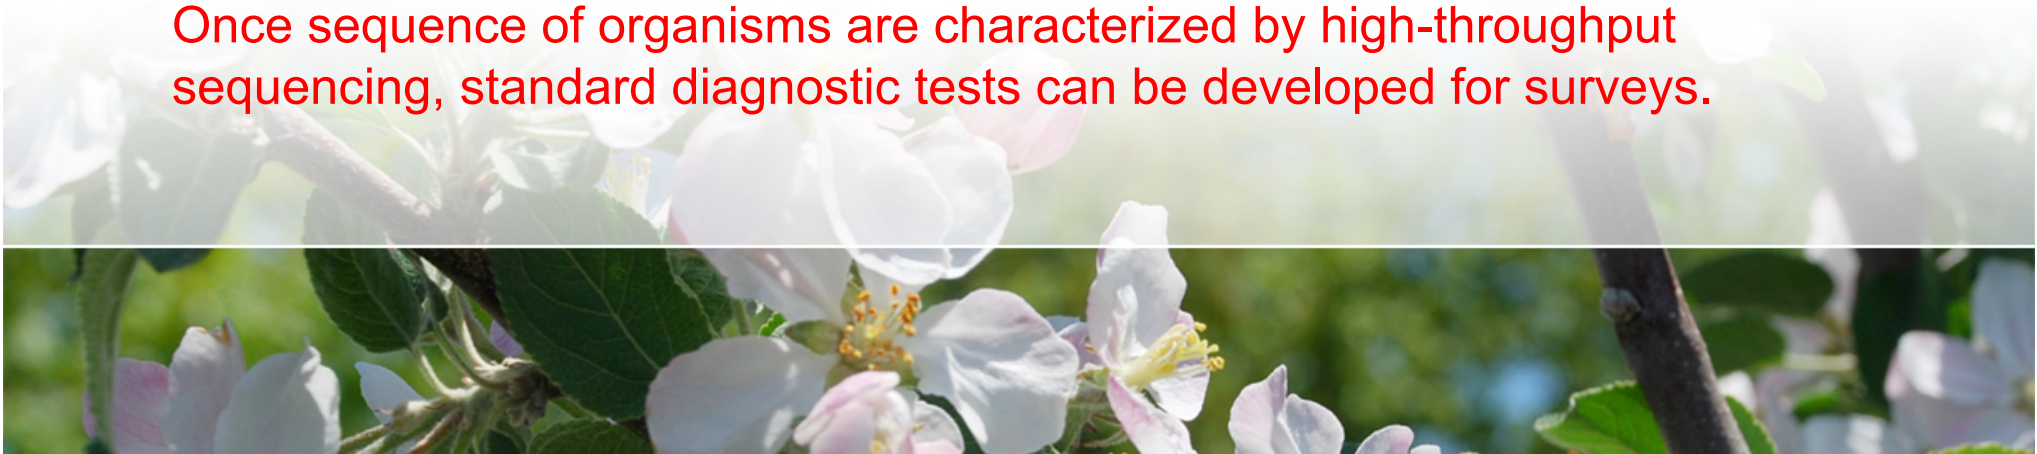 Once sequence of organisms are characterized by high-throughput
sequencing, standard diagnostic tests can be developed for surveys.